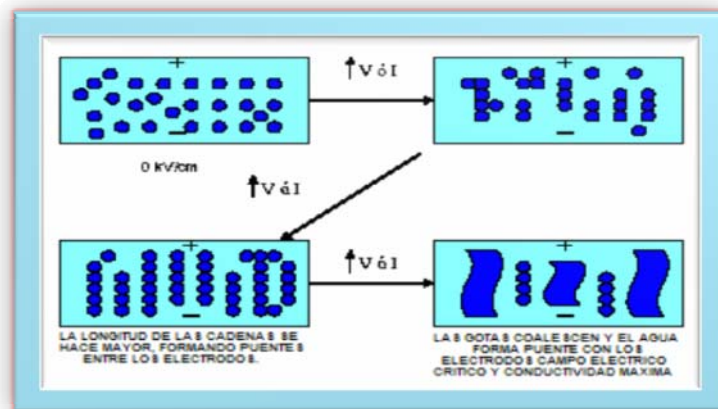 +
↑ V ó I
+
−
−
0 kV/cm
↑ V á I
+
↑ V á I
+
−
−
LA LONGITUD DE LAS CADENAS SE
HACE MAYOR, FORMANDO PUENTES
ENTRE LOS ELECTRODOS.
LAS GOTAS COALESCEN Y EL AGUA
FORMA PUENTE CON LOS
ELECTRODOS CAMPO ELECTRICO
CRITICO Y CONDUCTIVIDAD MAXIMA